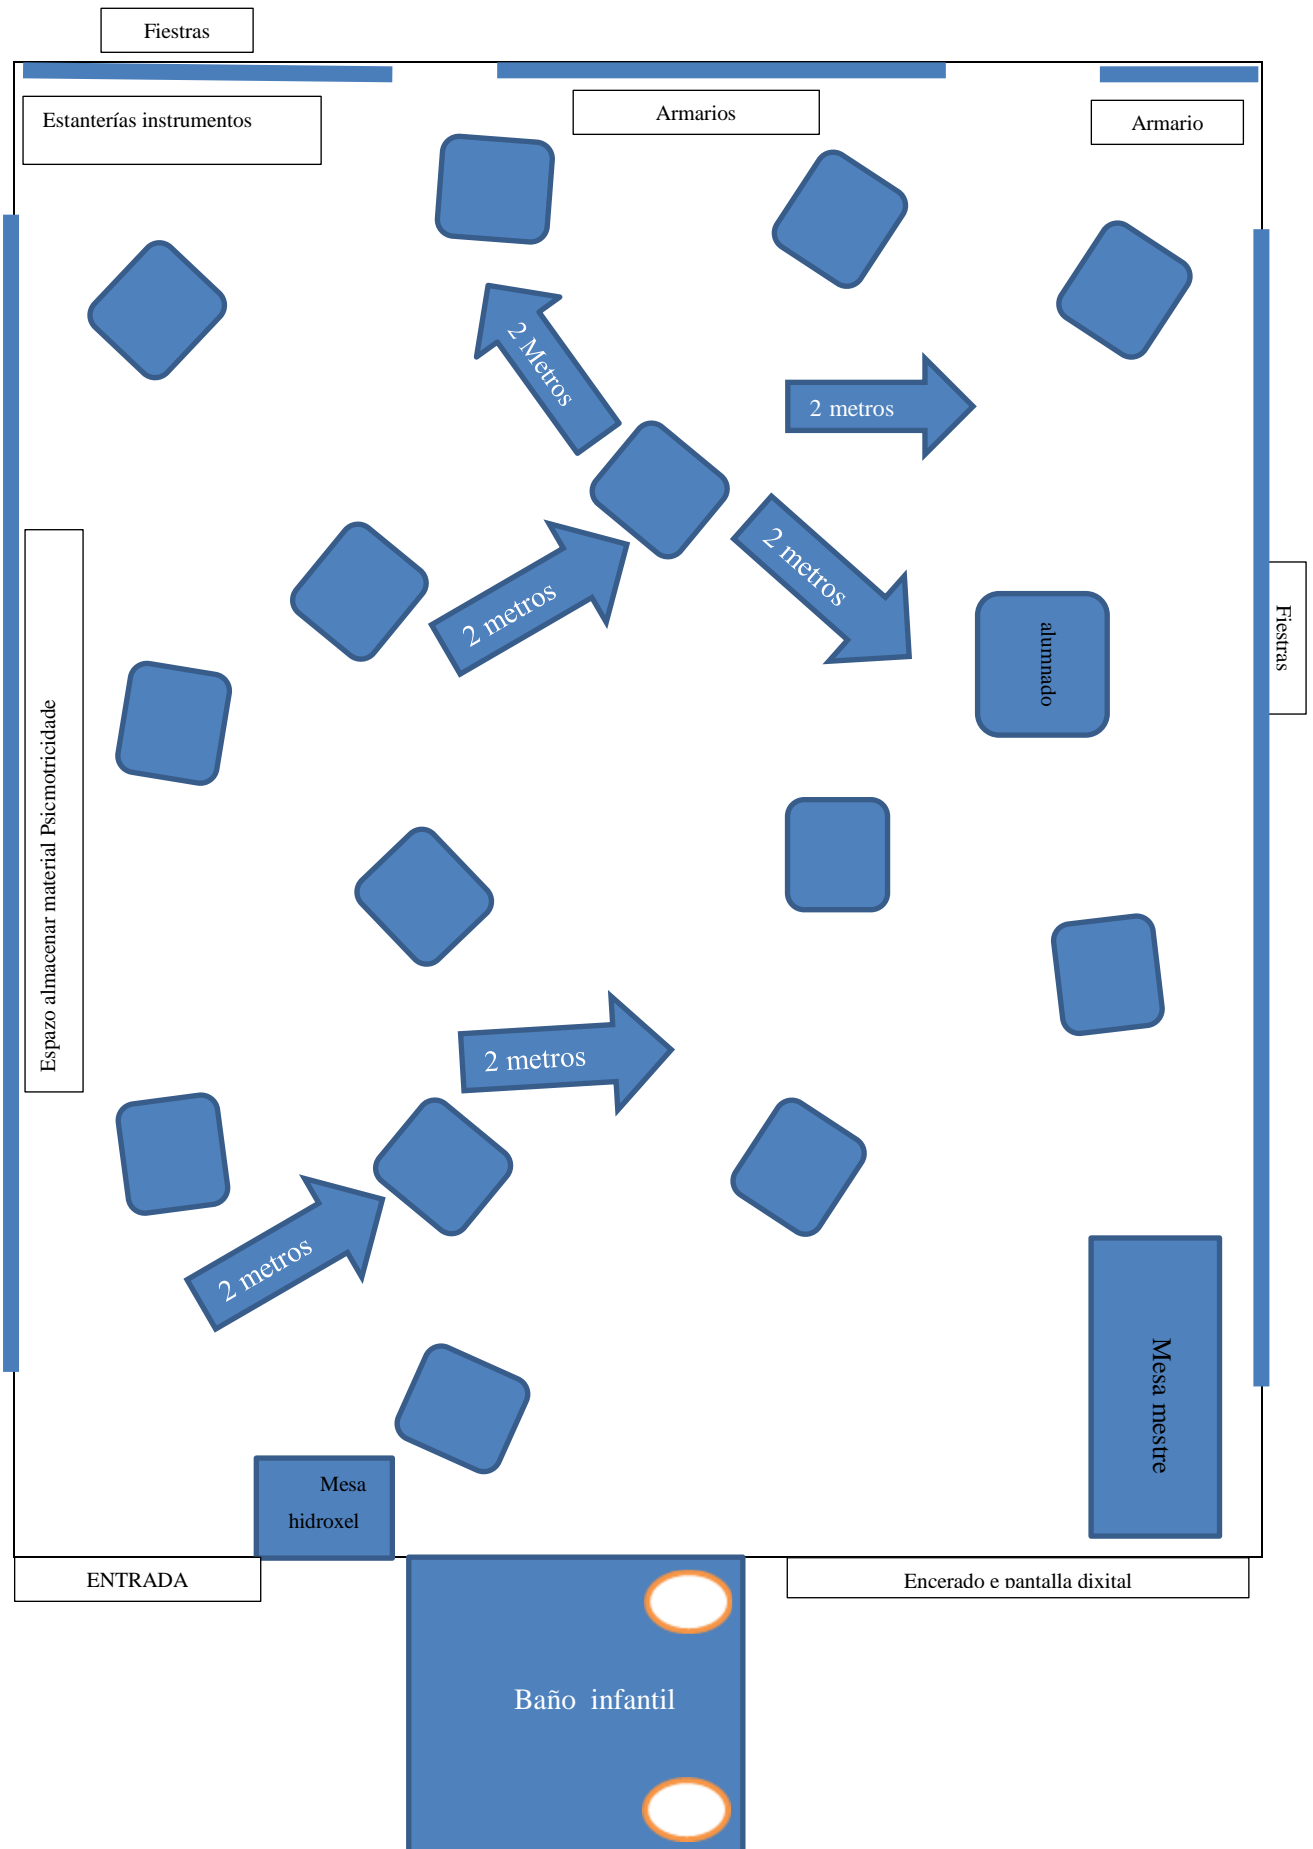 Fiestras
Estanterías instrumentos
Armarios
Armario
2 Metros
2 metros
2 metros
2 metros
alumnado
Fiestras
Espazo almacenar material Psicmotricidade
2 metros
2 metros
Mesa mestre
Mesa
hidroxel
ENTRADA
Encerado e pantalla dixital
Baño infantil